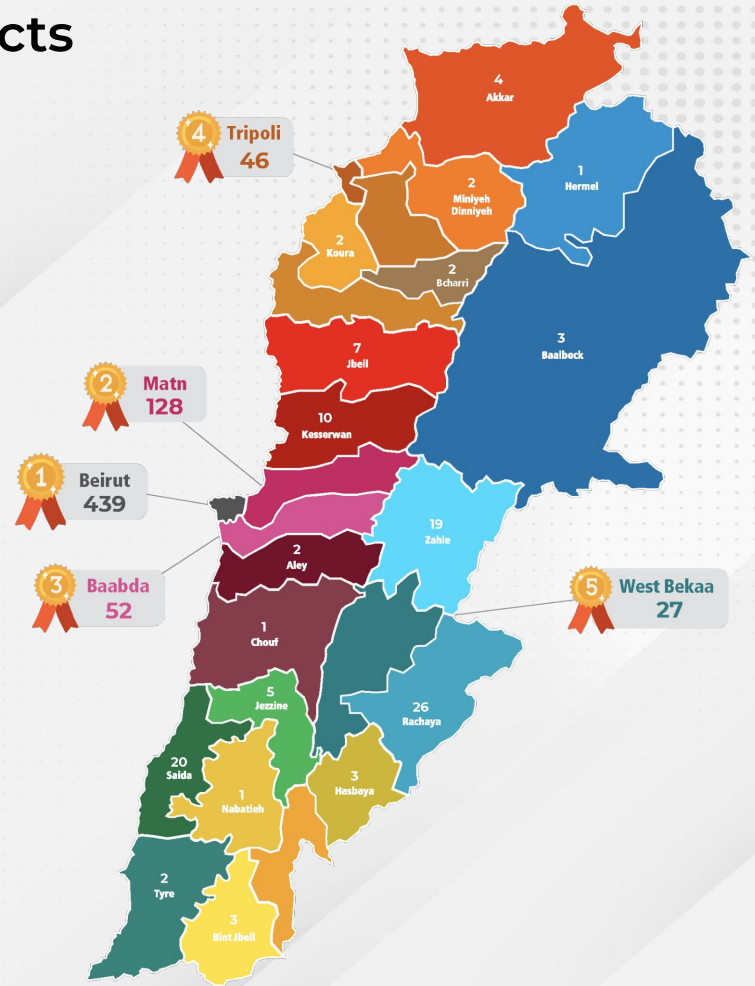 cts
4
Akkar
4
Tripoli
46
1
Hermel
2
Miniyeh
Dinniyeh
2
Koura
2
Bcharri
3
Baalbeck
7
Jbeil
2
Matn
128
10
Kesserwan
1
Beirut
439
19
Zahle
2
Aley
3
Baabda
52
5
West Bekaa
27
1
Chouf
5
Jezzine
26
Rachaya
20
Saida
3
Hasbaya
1
Nabatieh
2
Tyre
3
Bint Jbeil